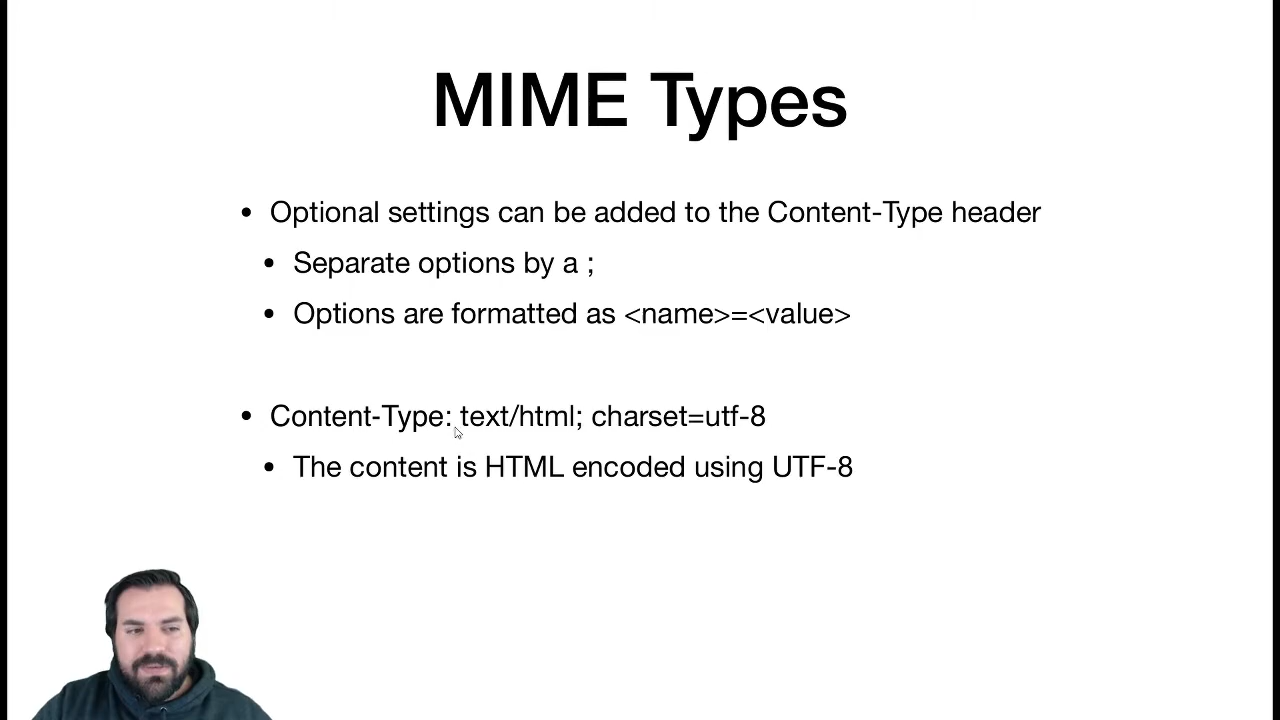 MIME Types
• Optional settings can be added to the Content-Type header
• Separate options by a ;
• Options are formatted as <name>=<value>
• Content-Type: text/html; charset=utf-8
• The content is HTML encoded using UTF-8